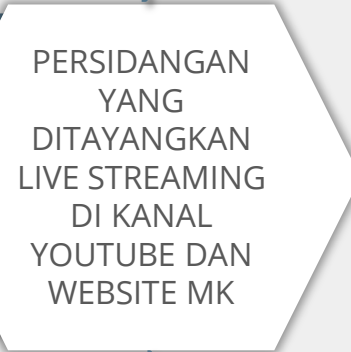 PERSIDANGAN
YANG
DITAYANGKAN
LIVE STREAMING
DI KANAL
YOUTUBE DAN
WEBSITE MK